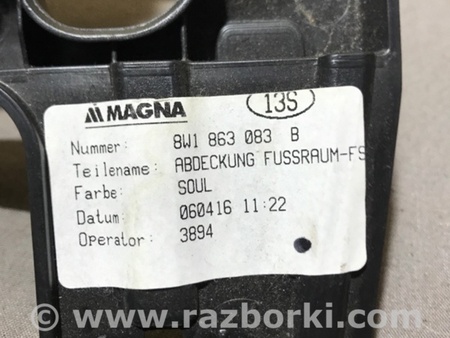 MAGNA 13S
Nummer: 8W1 863 083 B
Teilename: ABDECKUNG FUSSRAUM-FS
Farbe: SOUL
Datum: 060416 11:22
Operator: 3894
www.razborki.com